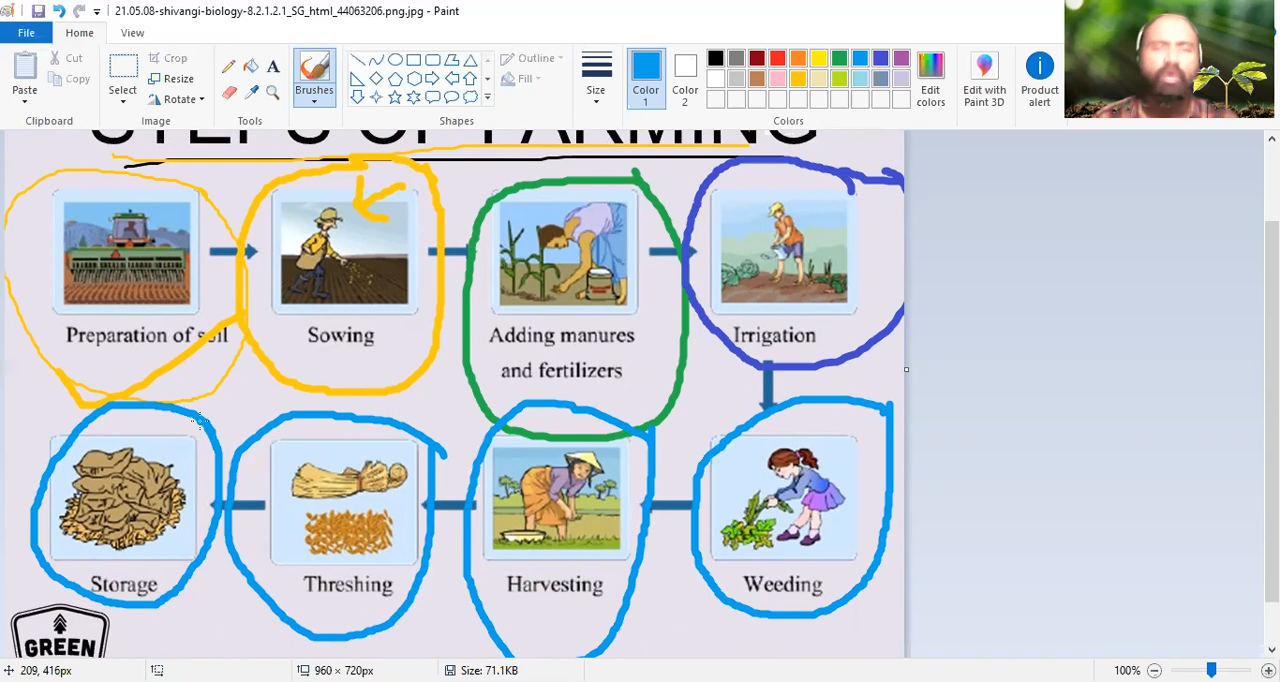 21.05.08-shivangi-biology-8.2.1.2.1_SG_html_44063206.png.jpg - Paint
File Home View
Paste
Cut
Copy
Clipboard
Select
Crop
Resize
Rotate
Image
Tools
Brushes
Outline
Fill
Shapes
Size
Color
1
Color
2
Edit
colors
Colors
Edit with
Paint 3D
Product
alert
STEPS OF FARMING
Preparation of soil
Sowing
Adding manures
and fertilizers
Irrigation
Storage
Threshing
Harvesting
Weeding
GREEN
209, 416px
960 × 720px
Size: 71.1KB
100%